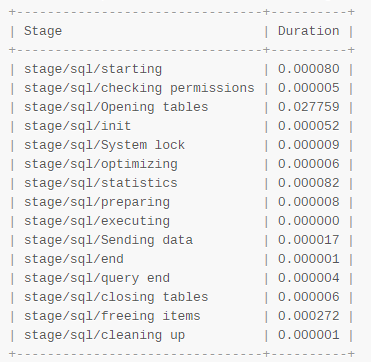 +--------------------------------+----------+
| Stage                          | Duration |
+--------------------------------+----------+
| stage/sql/starting             | 0.000080 |
| stage/sql/checking permissions | 0.000005 |
| stage/sql/Opening tables       | 0.027759 |
| stage/sql/init                 | 0.000052 |
| stage/sql/System lock          | 0.000009 |
| stage/sql/optimizing           | 0.000006 |
| stage/sql/statistics           | 0.000082 |
| stage/sql/preparing            | 0.000008 |
| stage/sql/executing            | 0.000000 |
| stage/sql/Sending data         | 0.000017 |
| stage/sql/end                  | 0.000001 |
| stage/sql/query end            | 0.000004 |
| stage/sql/closing tables       | 0.000006 |
| stage/sql/freeing items        | 0.000272 |
| stage/sql/cleaning up          | 0.000001 |
+--------------------------------+----------+